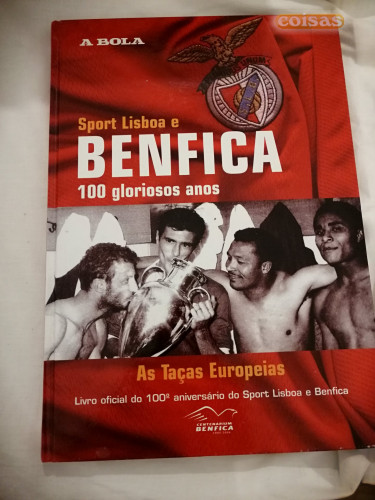 coisas
A BOLA
Sport Lisboa e
BENFICA
100 gloriosos anos
As Taças Europeias
Livro oficial do 100º aniversário do Sport Lisboa e Benfica
CENTENARIUM
BENFICA